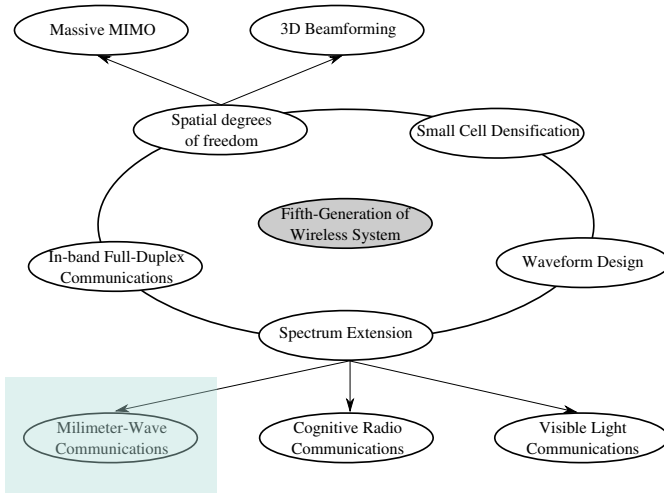 Massive MIMO
3D Beamforming
Spatial degrees
of freedom
Small Cell Densification
Fifth-Generation of
Wireless System
In-band Full-Duplex
Communications
Waveform Design
Spectrum Extension
Milimeter-Wave
Communications
Cognitive Radio
Communications
Visible Light
Communications